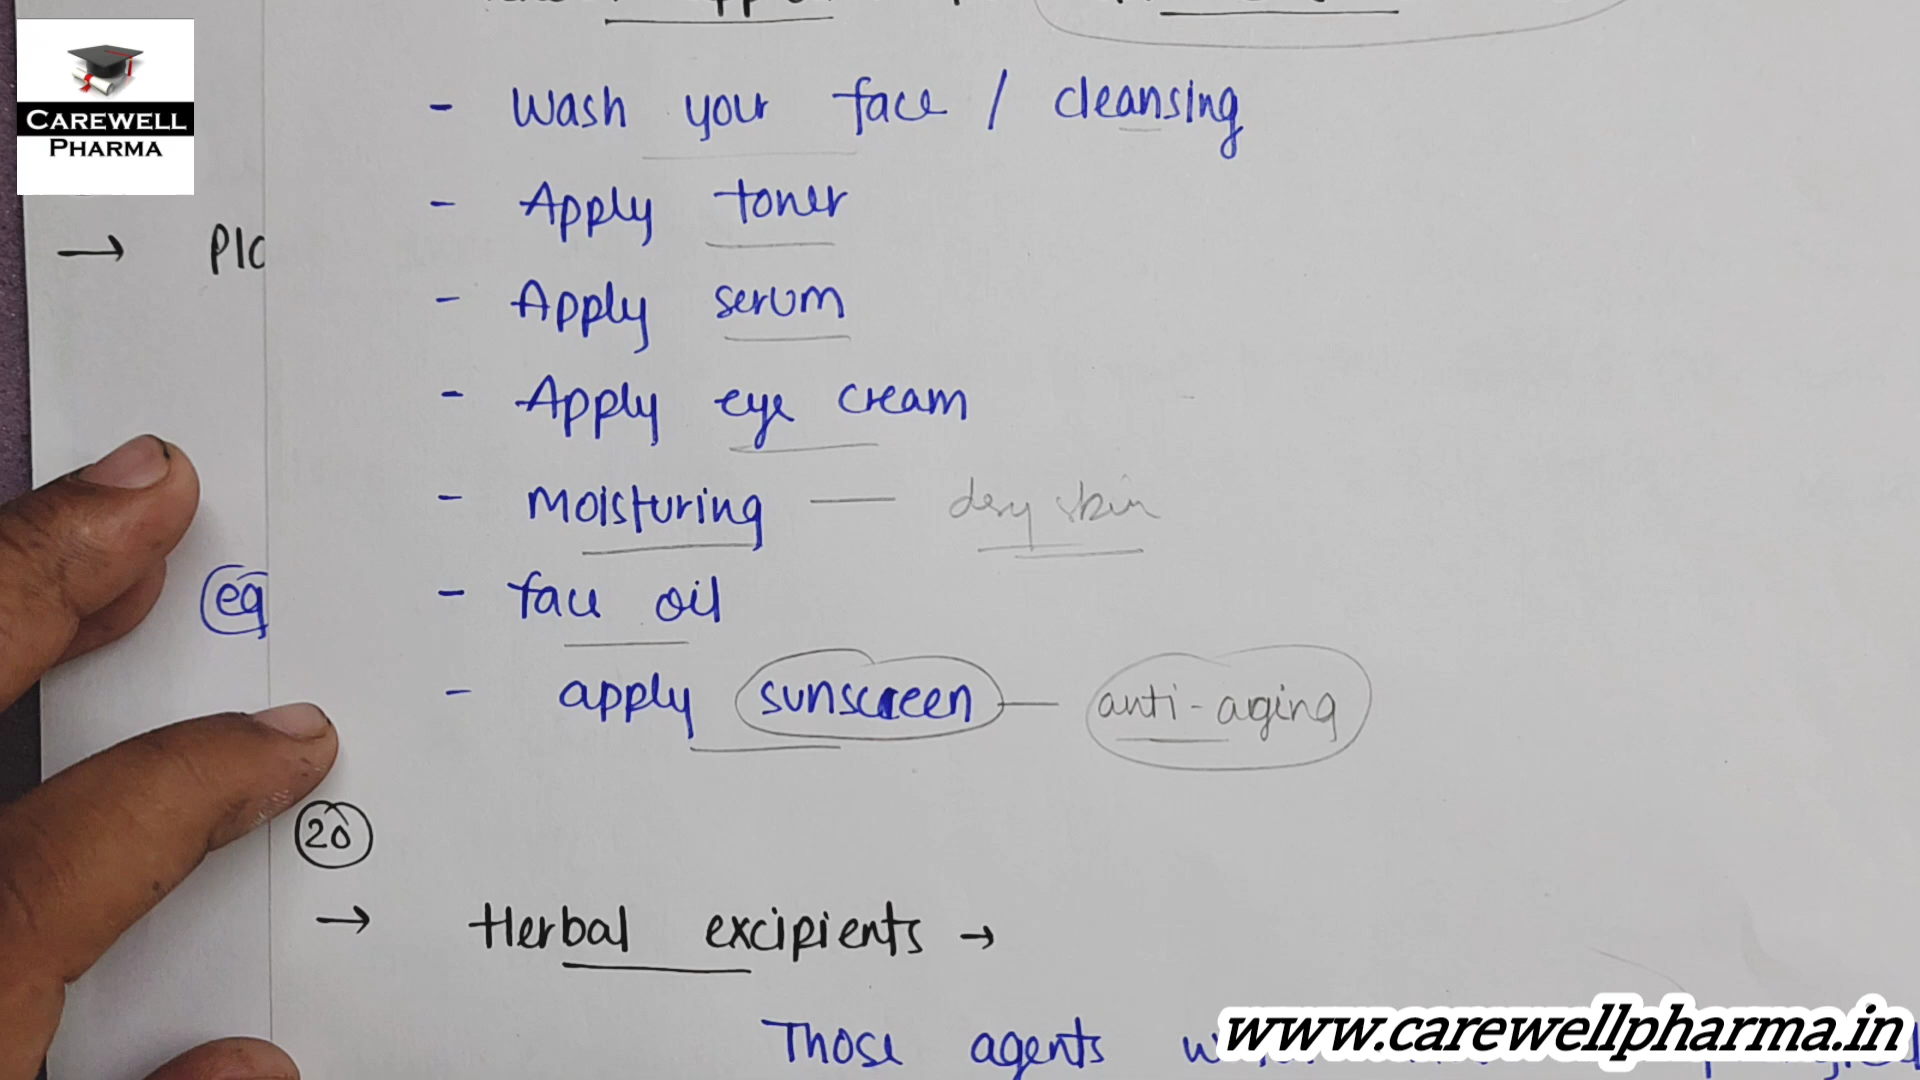 CAREWELL
PHARMA
- Wash your face / cleansing
- Apply toner
→ Pla
- Apply serum
- Apply eye cream
- Moisturing — dry skin
eg
- face oil
- apply sunscreen — anti-aging
20
→ Herbal excipients →
Those agents
www.carewellpharma.in